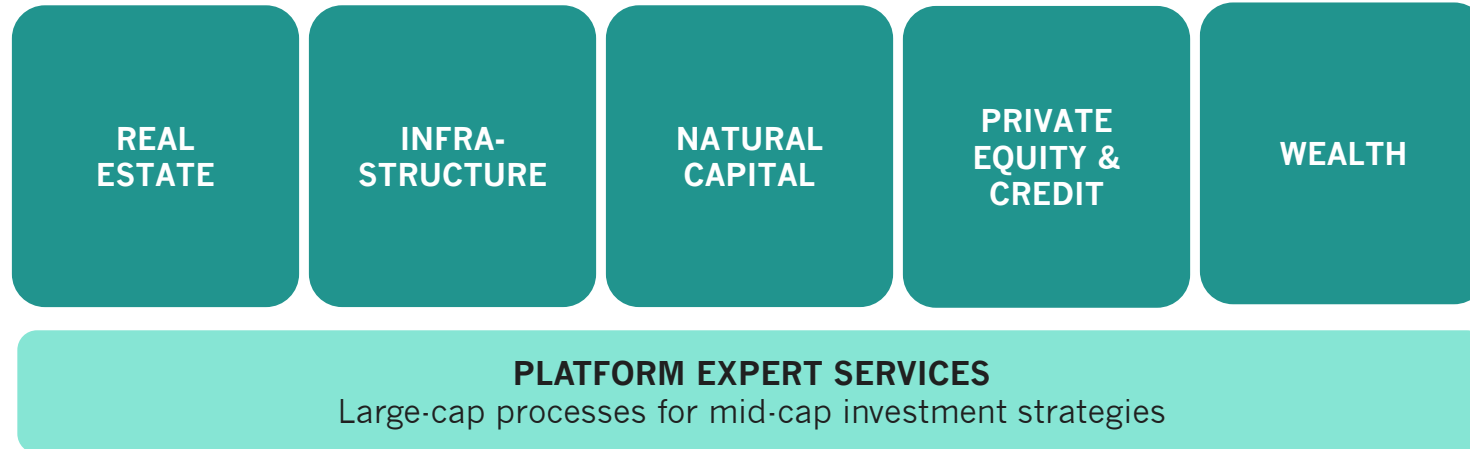 REAL
ESTATE
INFRA-
STRUCTURE
NATURAL
CAPITAL
PRIVATE
EQUITY &
CREDIT
WEALTH
PLATFORM EXPERT SERVICES
Large-cap processes for mid-cap investment strategies